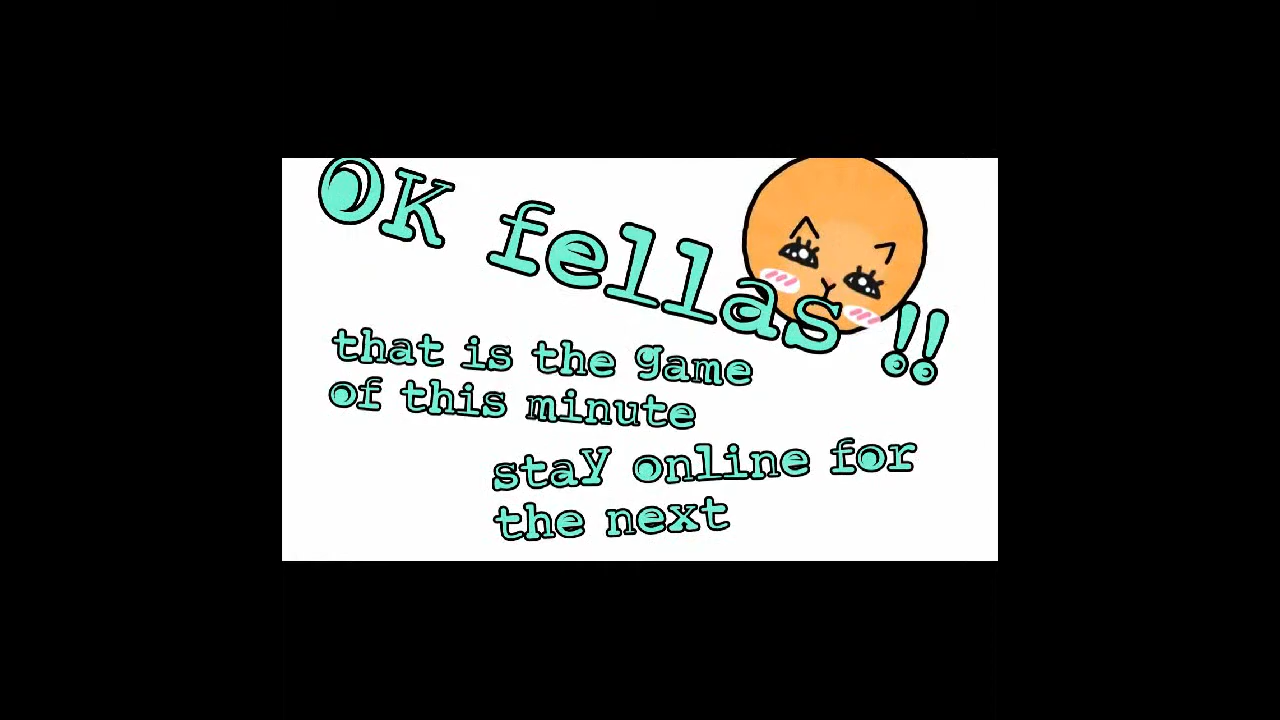 OK fellas !!
that is the game
of this minute
stay online for
the next